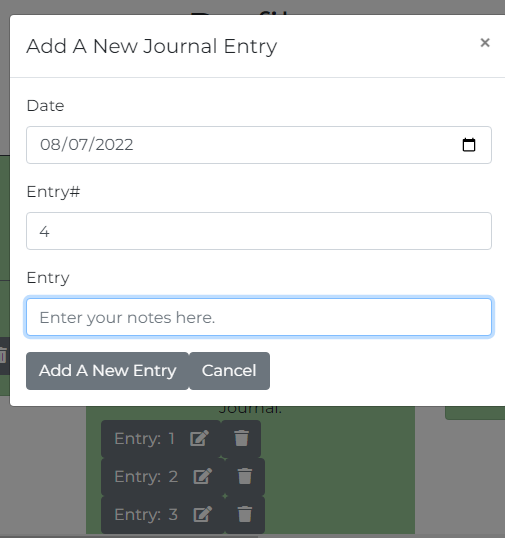 Add A New Journal Entry ×
Date
08/07/2022
Entry#
4
Entry
Enter your notes here.
Add A New Entry Cancel
Journal:
Entry: 1
Entry: 2
Entry: 3